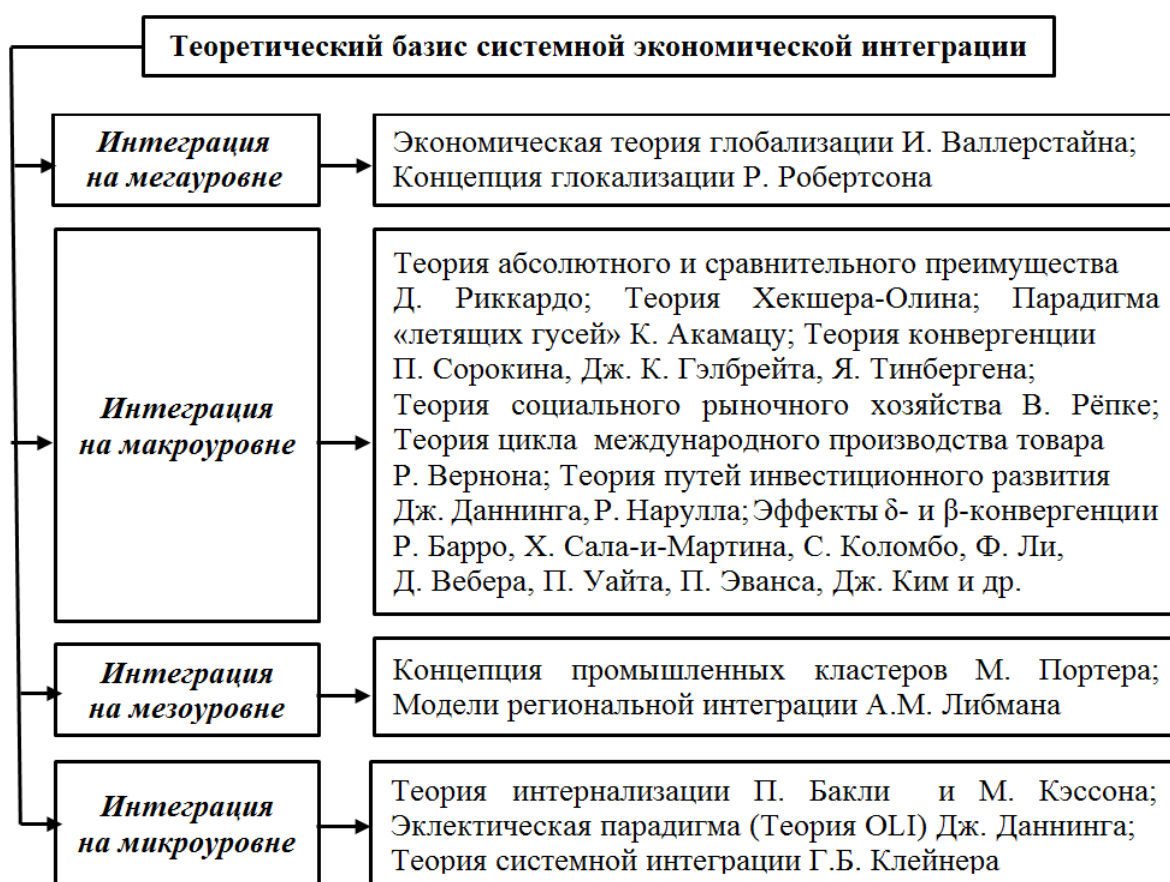 Теоретический базис системной экономической интеграции
Интеграция
на мегауровне
Экономическая теория глобализации И. Валлерстайна;
Концепция глокализации Р. Робертсона
Интеграция
на макроуровне
Теория абсолютного и сравнительного преимущества
Д. Риккардо; Теория Хекшера-Олина; Парадигма
«летящих гусей» К. Акамацу; Теория конвергенции
П. Сорокина, Дж. К. Гэлбрейта, Я. Тинбергена;
Теория социального рыночного хозяйства В. Рёпке;
Теория цикла международного производства товара
Р. Вернона; Теория путей инвестиционного развития
Дж. Даннинга, Р. Нарулла; Эффекты δ- и β-конвергенции
Р. Барро, Х. Сала-и-Мартина, С. Коломбо, Ф. Ли,
Д. Вебера, П. Уайта, П. Эванса, Дж. Ким и др.
Интеграция
на мезоуровне
Концепция промышленных кластеров М. Портера;
Модели региональной интеграции А.М. Либмана
Интеграция
на микроуровне
Теория интернализации П. Бакли и М. Кэссона;
Эклектическая парадигма (Теория OLI) Дж. Даннинга;
Теория системной интеграции Г.Б. Клейнера